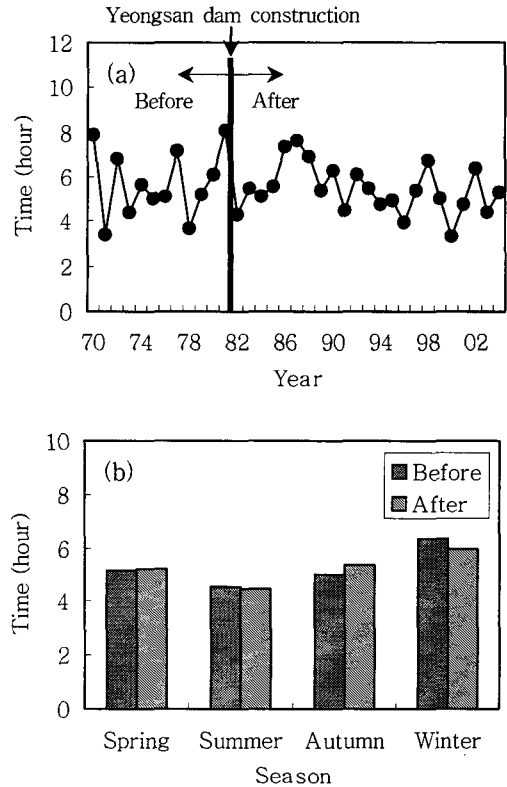 Yeongsan dam construction
12
10
8
6
4
2
0
(a)
Before After
Time (hour)
70 74 78 82 86 90 94 98 02
Year
10
8
6
4
2
0
(b)
Before
After
Time (hour)
Spring Summer Autumn Winter
Season